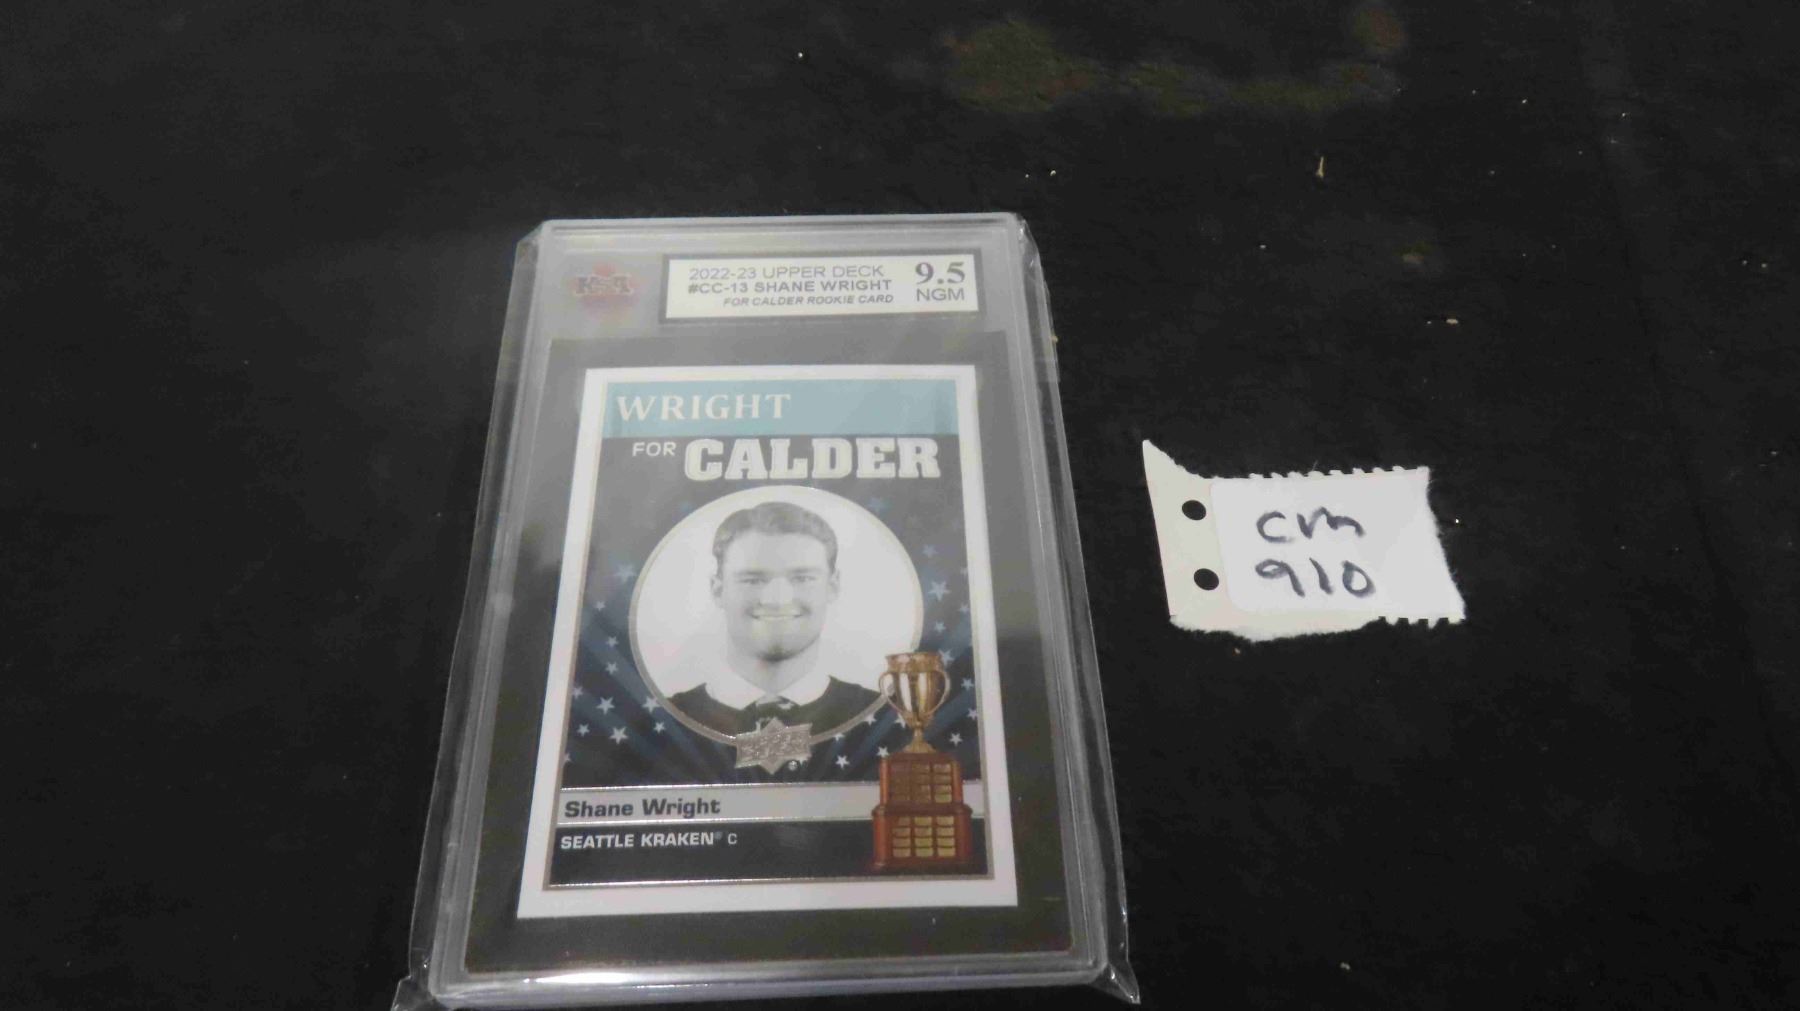 KSA
2022-23 UPPER DECK
#CC-13 SHANE WRIGHT
FOR CALDER ROOKIE CARD
9.5
NGM
WRIGHT
FOR CALDER
Shane Wright
SEATTLE KRAKEN® C
cm
910